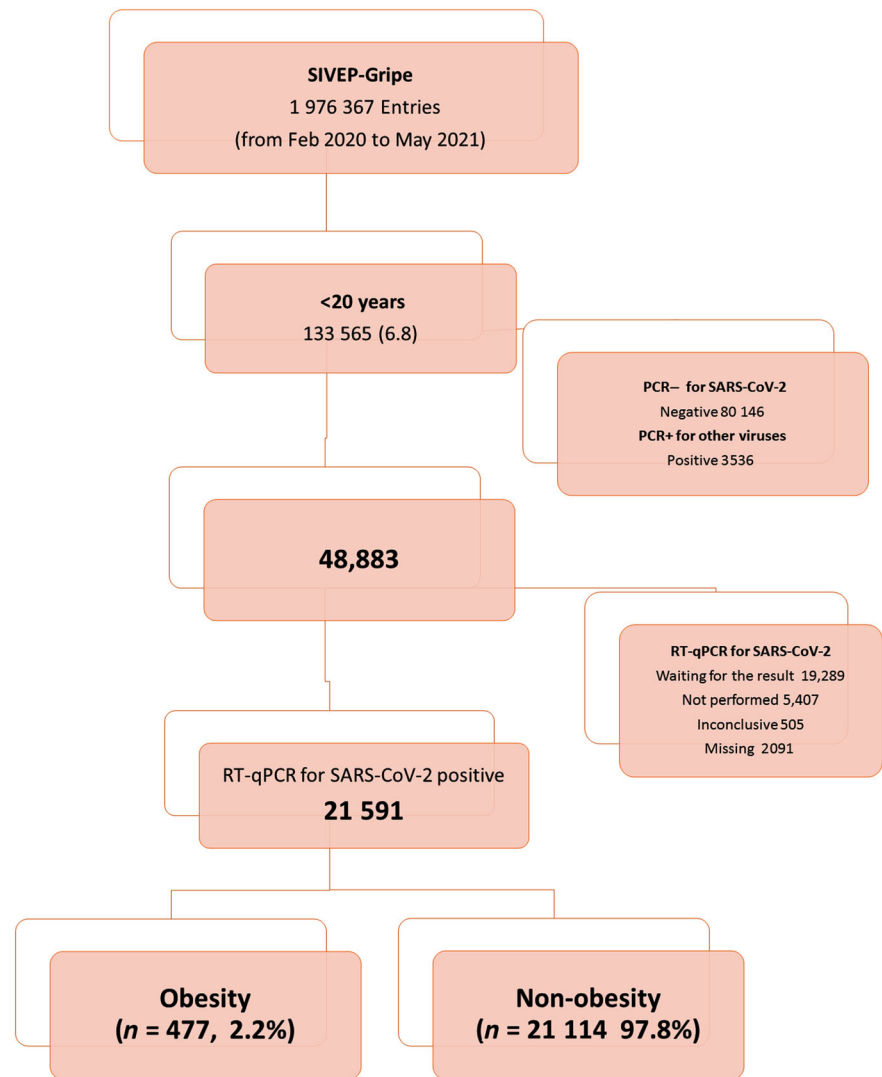 SIVEP-Gripe
1 976 367 Entries
(from Feb 2020 to May 2021)
<20 years
133 565 (6.8)
PCR– for SARS-CoV-2
Negative 80 146
PCR+ for other viruses
Positive 3536
48,883
RT-qPCR for SARS-CoV-2
Waiting for the result 19,289
Not performed 5,407
Inconclusive 505
Missing 2091
RT-qPCR for SARS-CoV-2 positive
21 591
Obesity
(n = 477, 2.2%)
Non-obesity
(n = 21 114 97.8%)